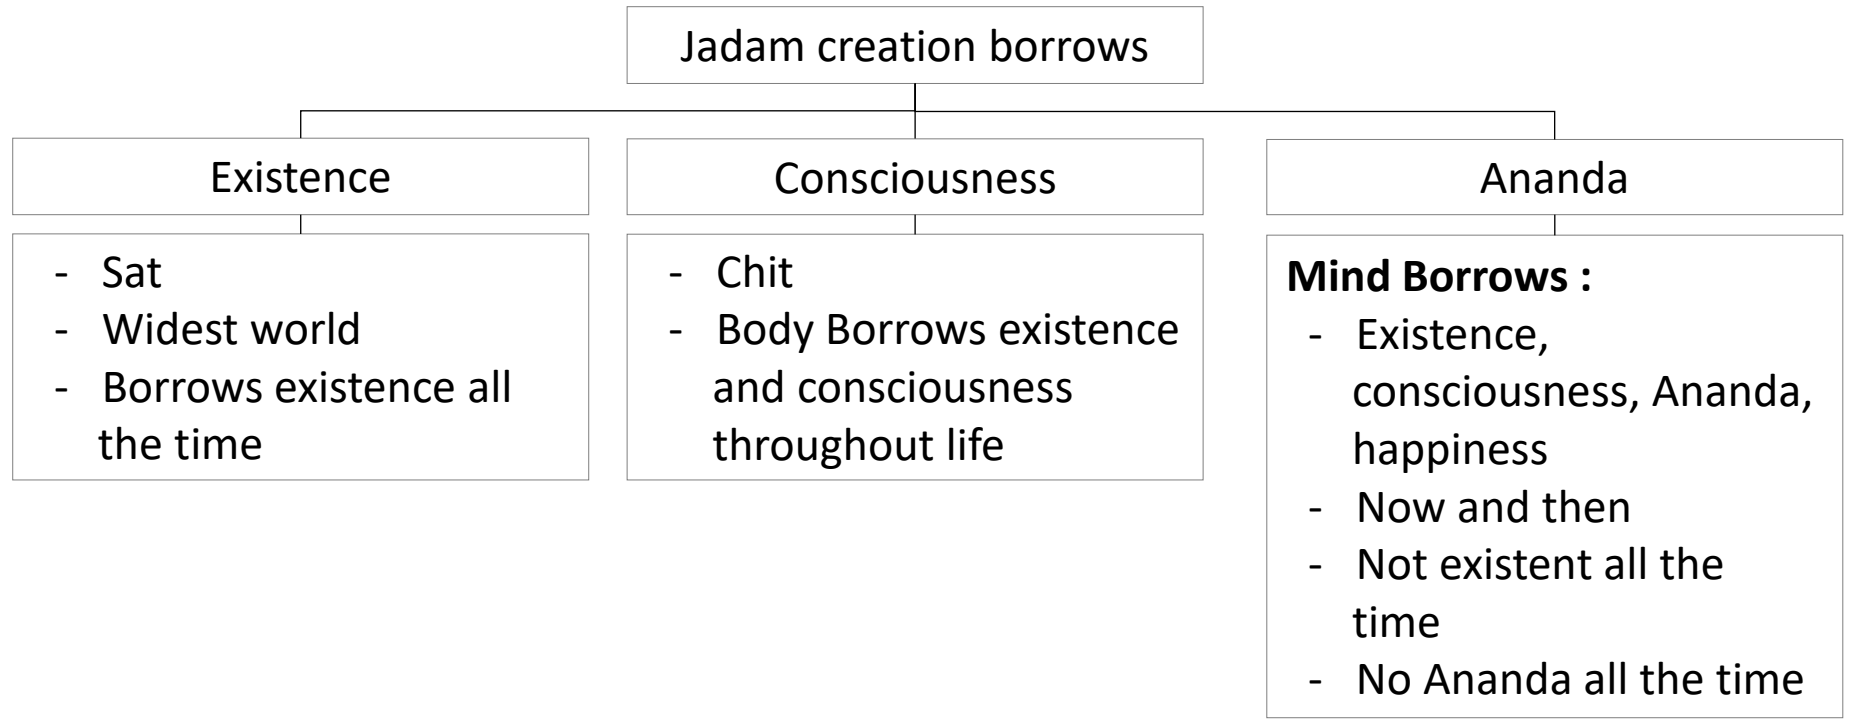 Jadam creation borrows
Existence
- Sat
- Widest world
- Borrows existence all
the time
Consciousness
- Chit
- Body Borrows existence
and consciousness
throughout life
Ananda
Mind Borrows :
- Existence,
consciousness, Ananda,
happiness
- Now and then
- Not existent all the
time
- No Ananda all the time